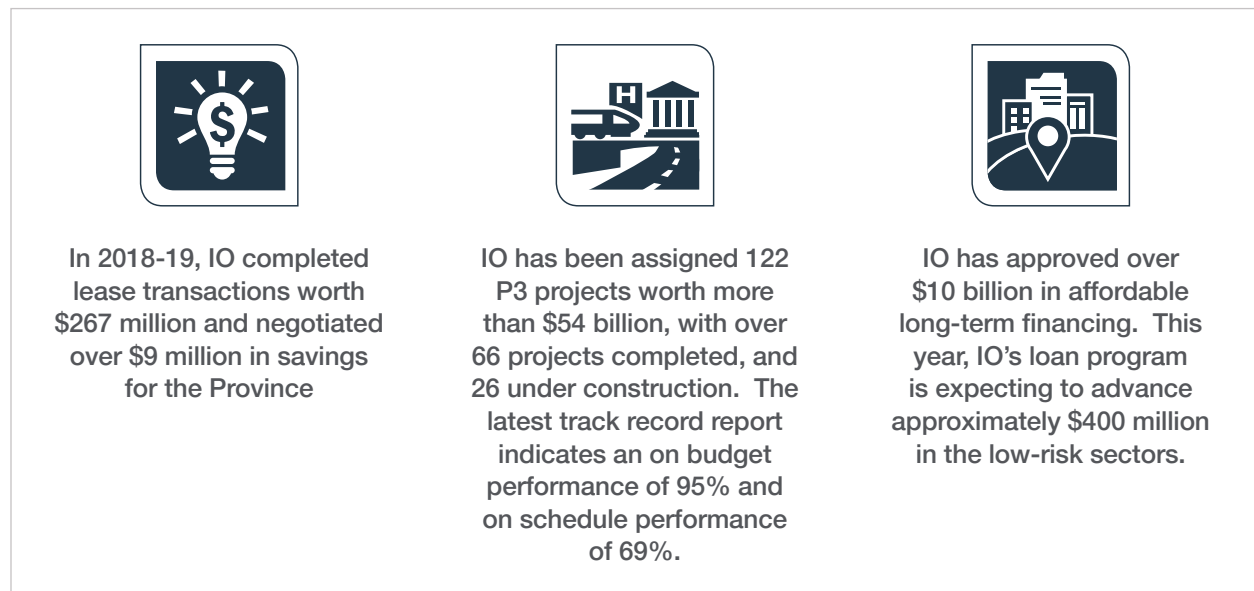 $
H
In 2018-19, IO completed
lease transactions worth
$267 million and negotiated
over $9 million in savings
for the Province
IO has been assigned 122
P3 projects worth more
than $54 billion, with over
66 projects completed, and
26 under construction.  The
latest track record report
indicates an on budget
performance of 95% and
on schedule performance
of 69%.
IO has approved over
$10 billion in affordable
long-term financing.  This
year, IO’s loan program
is expecting to advance
approximately $400 million
in the low-risk sectors.